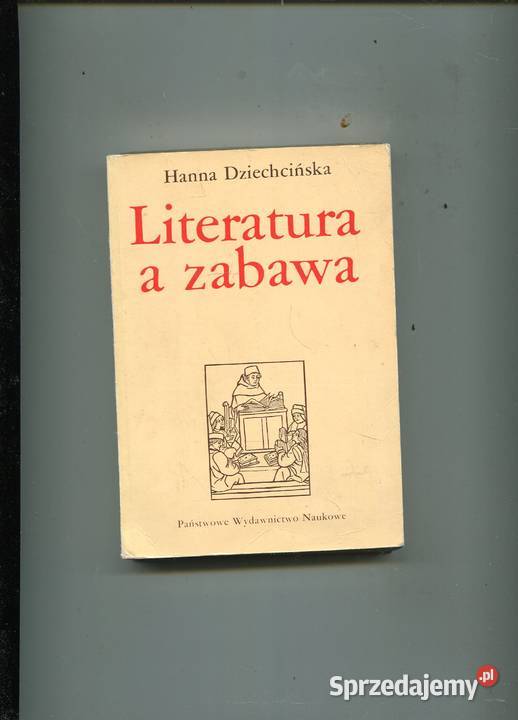 Hanna Dziechcińska
Literatura
a zabawa
Państwowe Wydawnictwo Naukowe
Sprzedajemy.pl